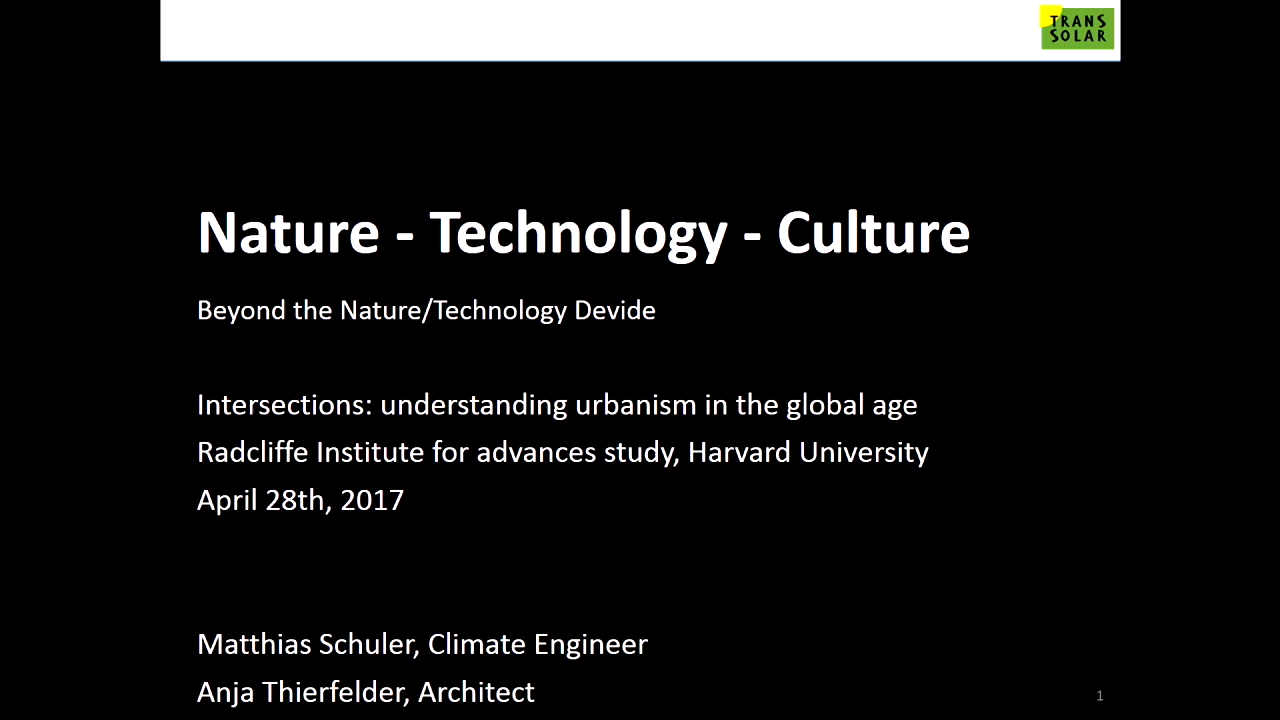 TRANS
SOLAR
Nature - Technology - Culture
Beyond the Nature/Technology Devide
Intersections: understanding urbanism in the global age
Radcliffe Institute for advances study, Harvard University
April 28th, 2017
Matthias Schuler, Climate Engineer
Anja Thierfelder, Architect
1